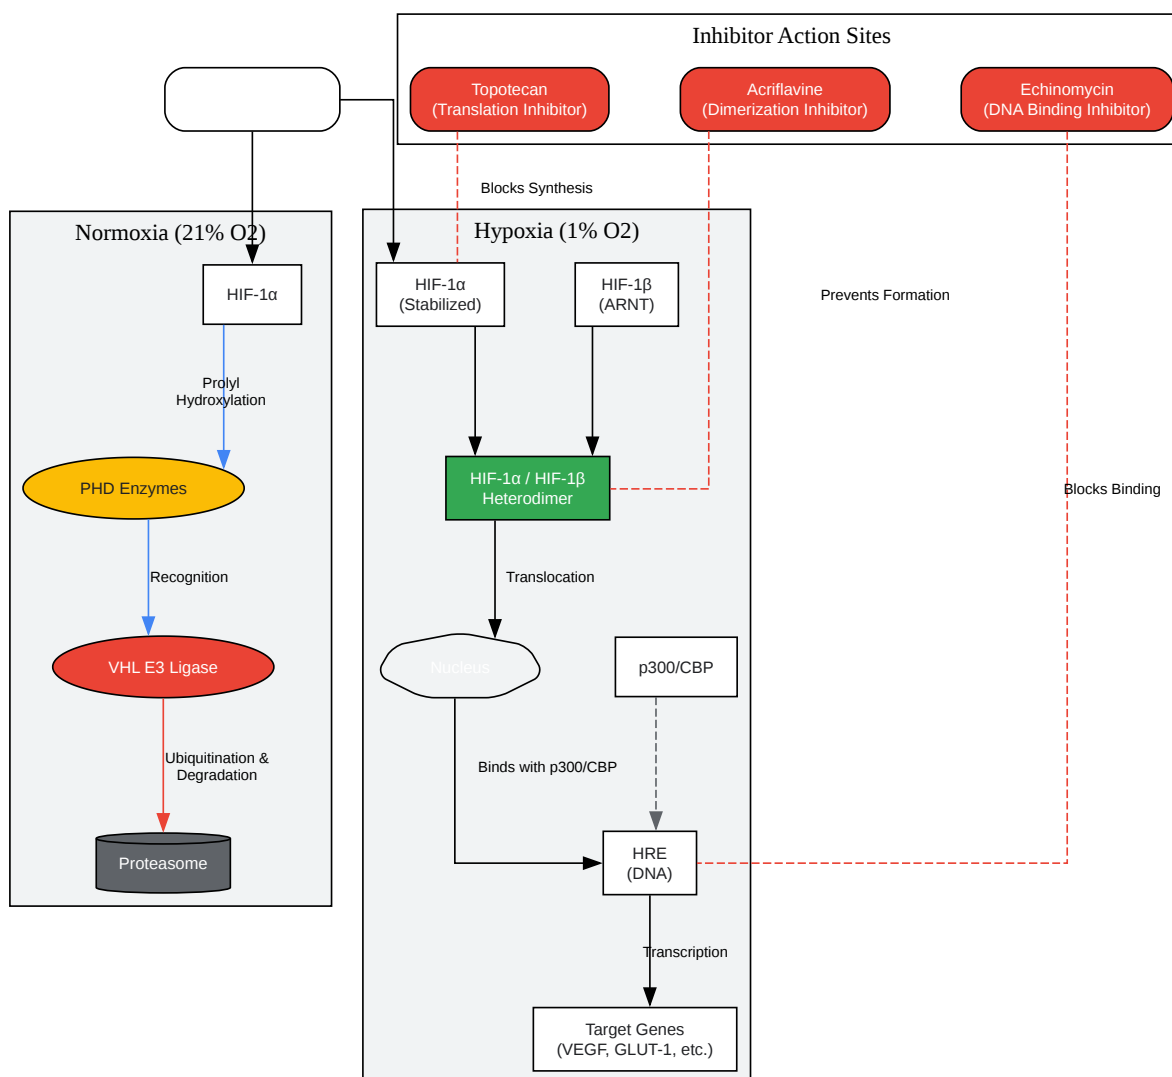 Inhibitor Action Sites
Topotecan
(Translation Inhibitor)
Acriflavine
(Dimerization Inhibitor)
Echinomycin
(DNA Binding Inhibitor)
Blocks Synthesis
Prevents Formation
Blocks Binding
Normoxia (21% O2)
HIF-1α
Prolyl
Hydroxylation
PHD Enzymes
Recognition
VHL E3 Ligase
Ubiquitination &
Degradation
Proteasome
Hypoxia (1% O2)
HIF-1α
(Stabilized)
HIF-1β
(ARNT)
HIF-1α / HIF-1β
Heterodimer
Translocation
Nucleus
p300/CBP
Binds with p300/CBP
HRE
(DNA)
Transcription
Target Genes
(VEGF, GLUT-1, etc.)